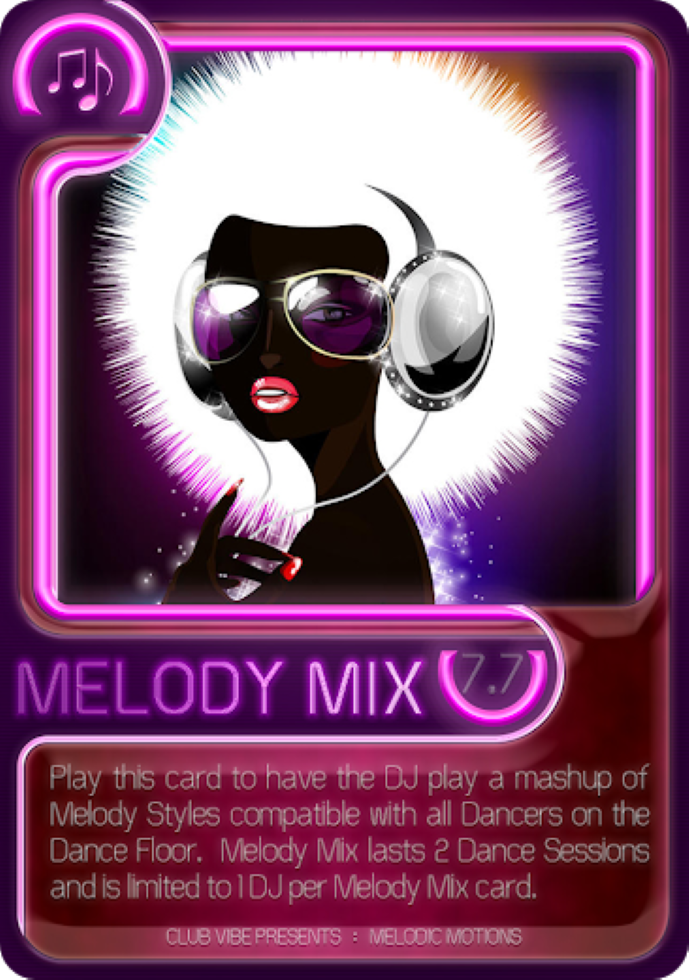 MELODY MIX 7.7
Play this card to have the DJ play a mashup of
Melody Styles compatible with all Dancers on the
Dance Floor. Melody Mix lasts 2 Dance Sessions
and is limited to 1 DJ per Melody Mix card.
CLUB VIBE PRESENTS : MELODIC MOTIONS